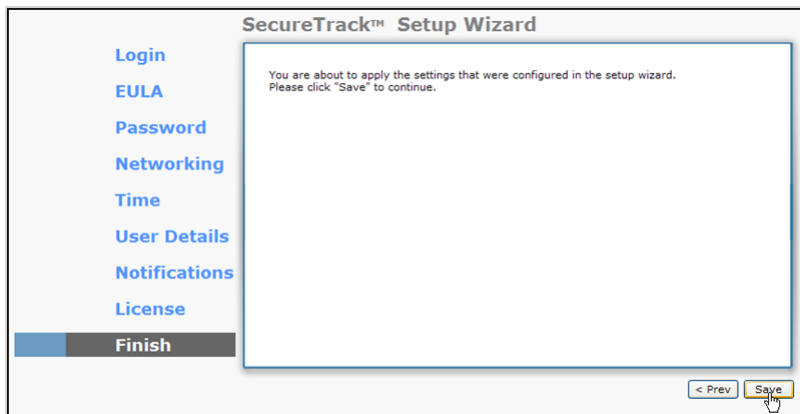 SecureTrack™ Setup Wizard
Login
EULA
Password
Networking
Time
User Details
Notifications
License
Finish
You are about to apply the settings that were configured in the setup wizard.
Please click "Save" to continue.
< Prev
Save